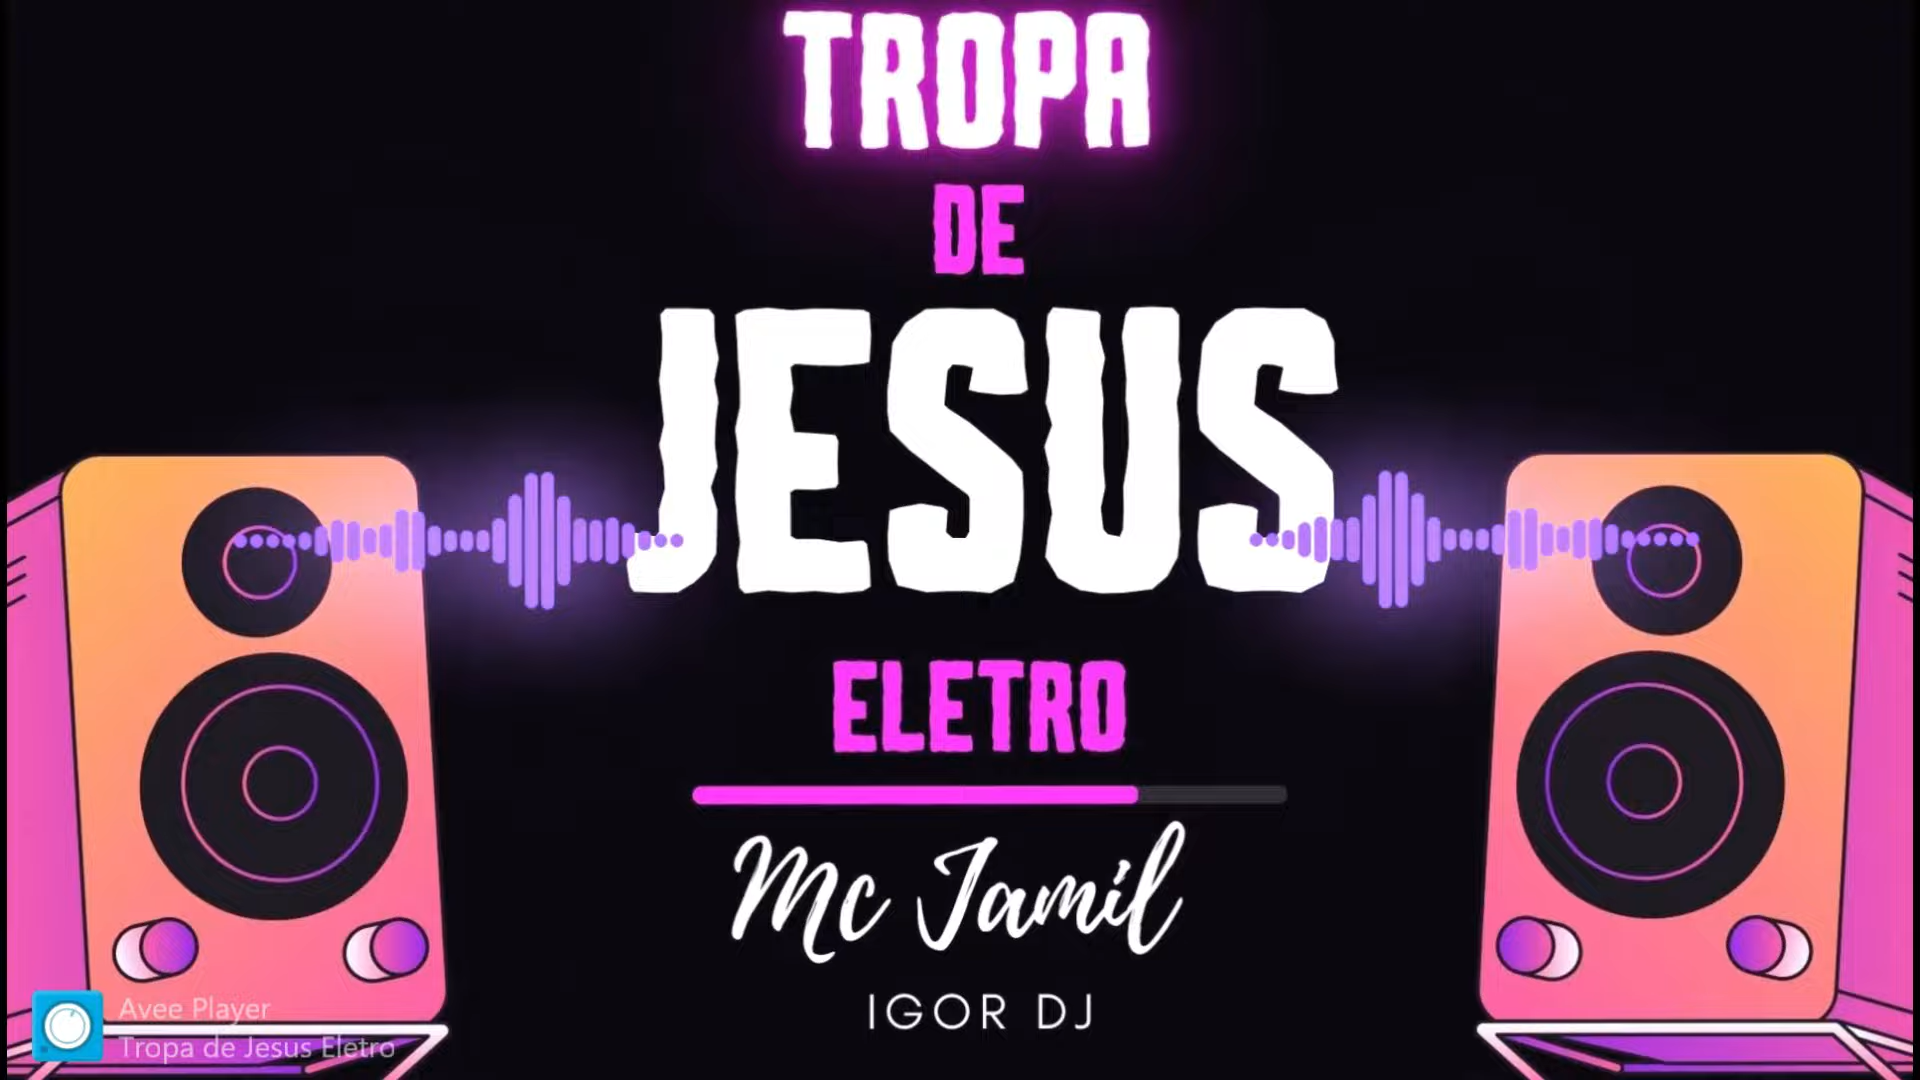 TROPA
DE
JESUS
ELETRO
Mc Jamil
IGOR DJ
Avee Player
Tropa de Jesus Eletro